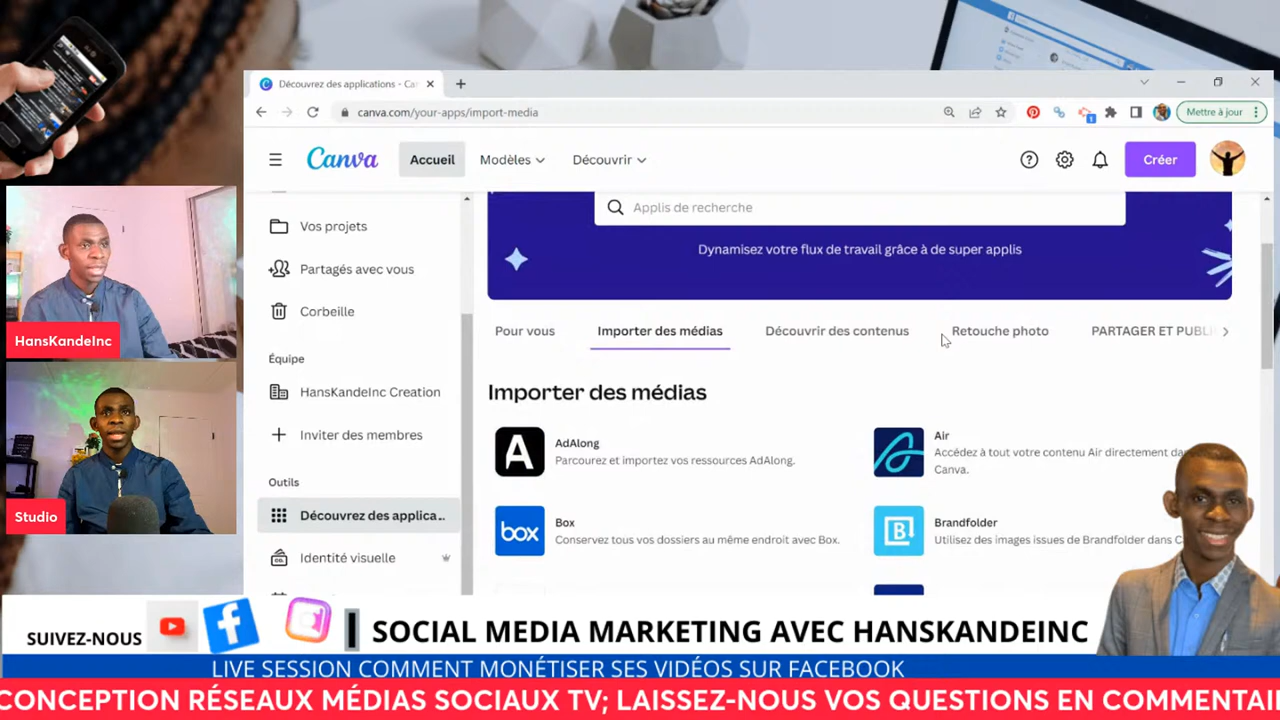 Découvrez des applications - Ca
canva.com/your-apps/import-media
Mettre à jour
Canva
Accueil
Modèles
Découvrir
Créer
Vos projets
Partagés avec vous
Corbeille
Équipe
HansKandeInc Creation
Inviter des membres
Outils
Découvrez des applica...
Identité visuelle
Applis de recherche
Dynamisez votre flux de travail grâce à de super applis
Pour vous
Importer des médias
Découvrir des contenus
Retouche photo
PARTAGER ET PUBLI
Importer des médias
AdAlong
Parcourez et importez vos ressources AdAlong.
Air
Accédez à tout votre contenu Air directement da
Canva.
box
Box
Conservez tous vos dossiers au même endroit avec Box.
Brandfolder
Utilisez des images issues de Brandfolder dans C
HansKandeInc
Studio
SUIVEZ-NOUS
SOCIAL MEDIA MARKETING AVEC HANSKANDEINC
LIVE SESSION COMMENT MONÉTISER SES VIDÉOS SUR FACEBOOK
CONCEPTION RÉSEAUX MÉDIAS SOCIAUX TV; LAISSEZ-NOUS VOS QUESTIONS EN COMMENTAI